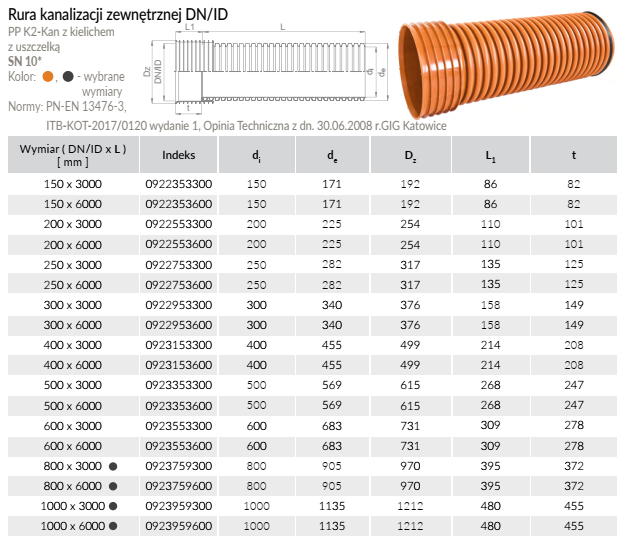 Rura kanalizacji zewnętrznej DN/ID
PP K2-Kan z kielichem
z uszczelką
SN 10*
Kolor: , - wybrane
wymiary
Normy: PN-EN 13476-3,
ITB-KOT-2017/0120 wydanie 1, Opinia Techniczna z dn. 30.06.2008 r.GIG Katowice
L1 L
Dz DN/ID di de
t
Wymiar ( DN/ID x L ) [ mm ] Indeks di de Dz L1 t
150 x 3000 0922353300 150 171 192 86 82
150 x 6000 0922353600 150 171 192 86 82
200 x 3000 0922553300 200 225 254 110 101
200 x 6000 0922553600 200 225 254 110 101
250 x 3000 0922753300 250 282 317 135 125
250 x 6000 0922753600 250 282 317 135 125
300 x 3000 0922953300 300 340 376 158 149
300 x 6000 0922953600 300 340 376 158 149
400 x 3000 0923153300 400 455 499 214 208
400 x 6000 0923153600 400 455 499 214 208
500 x 3000 0923353300 500 569 615 268 247
500 x 6000 0923353600 500 569 615 268 247
600 x 3000 0923553300 600 683 731 309 278
600 x 6000 0923553600 600 683 731 309 278
800 x 3000 ● 0923759300 800 905 970 395 372
800 x 6000 ● 0923759600 800 905 970 395 372
1000 x 3000 ● 0923959300 1000 1135 1212 480 455
1000 x 6000 ● 0923959600 1000 1135 1212 480 455